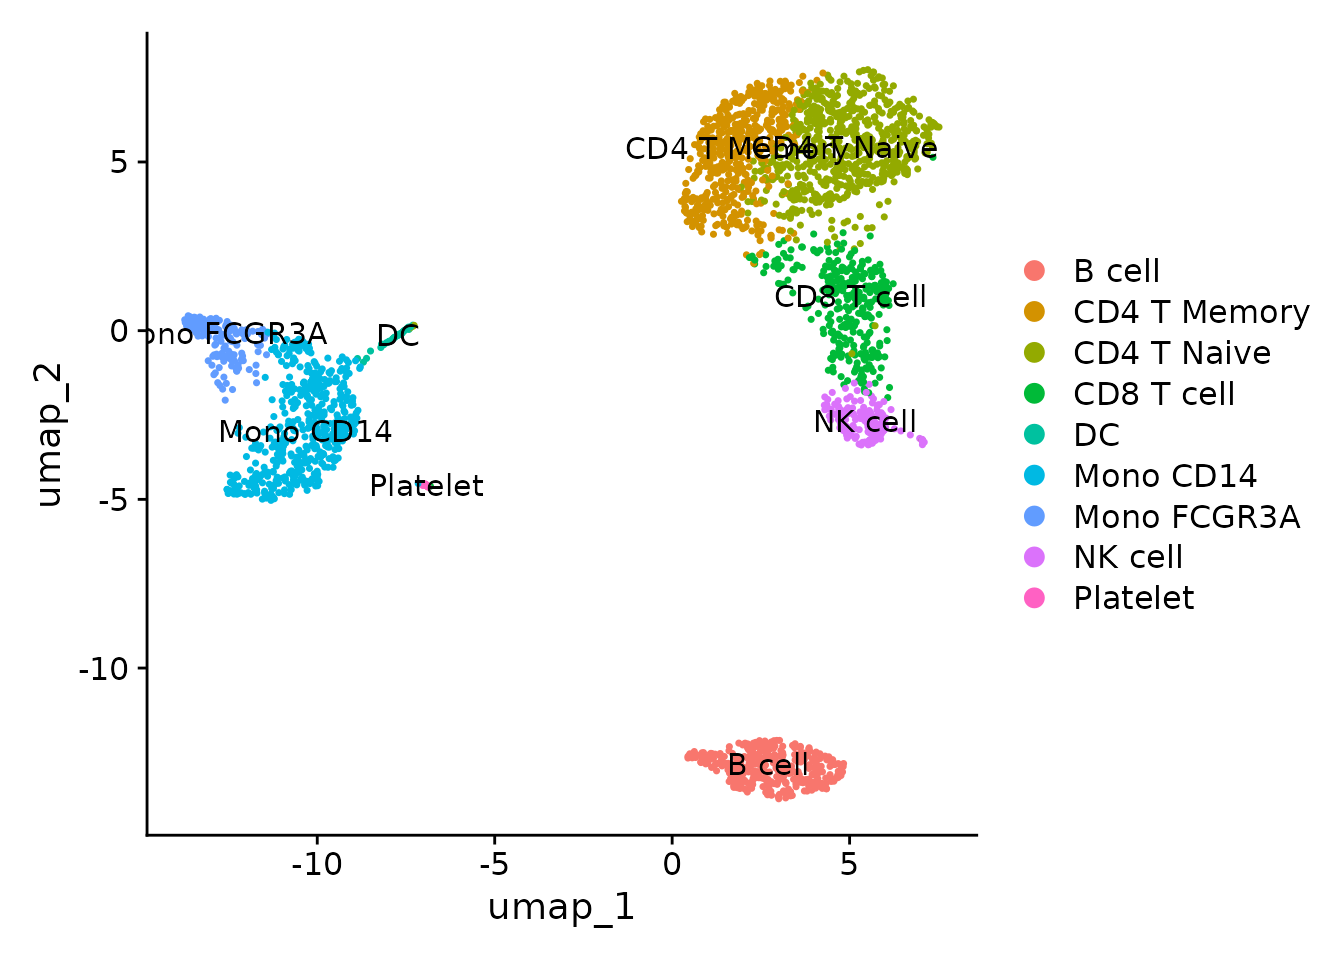 CD4 T Memory
CD4 T Naive
CD8 T cell
ono FCGR3A
DC
NK cell
Mono CD14
Platelet
B cell
5
0
-5
-10
umap_2
-10
-5
0
5
umap_1
B cell
CD4 T Memory
CD4 T Naive
CD8 T cell
DC
Mono CD14
Mono FCGR3A
NK cell
Platelet